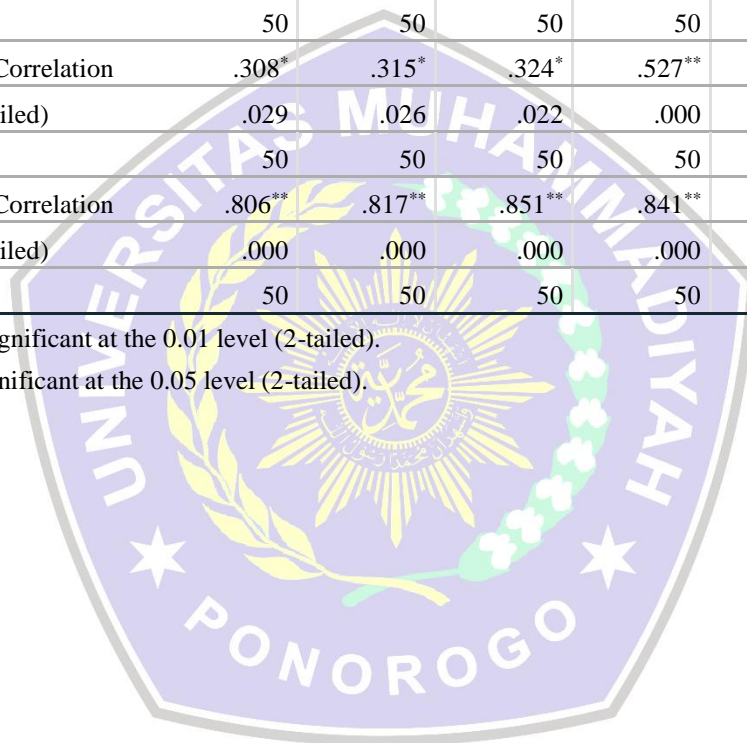 50 50 50 50
Correlation .308* .315* .324* .527**
iled) .029 .026 .022 .000
50 50 50 50
Correlation .806** .817** .851** .841**
iled) .000 .000 .000 .000
50 50 50 50
gnificant at the 0.01 level (2-tailed).
nificant at the 0.05 level (2-tailed).
UNIVERSITAS MUHAMMADIYAH
PONOROGO